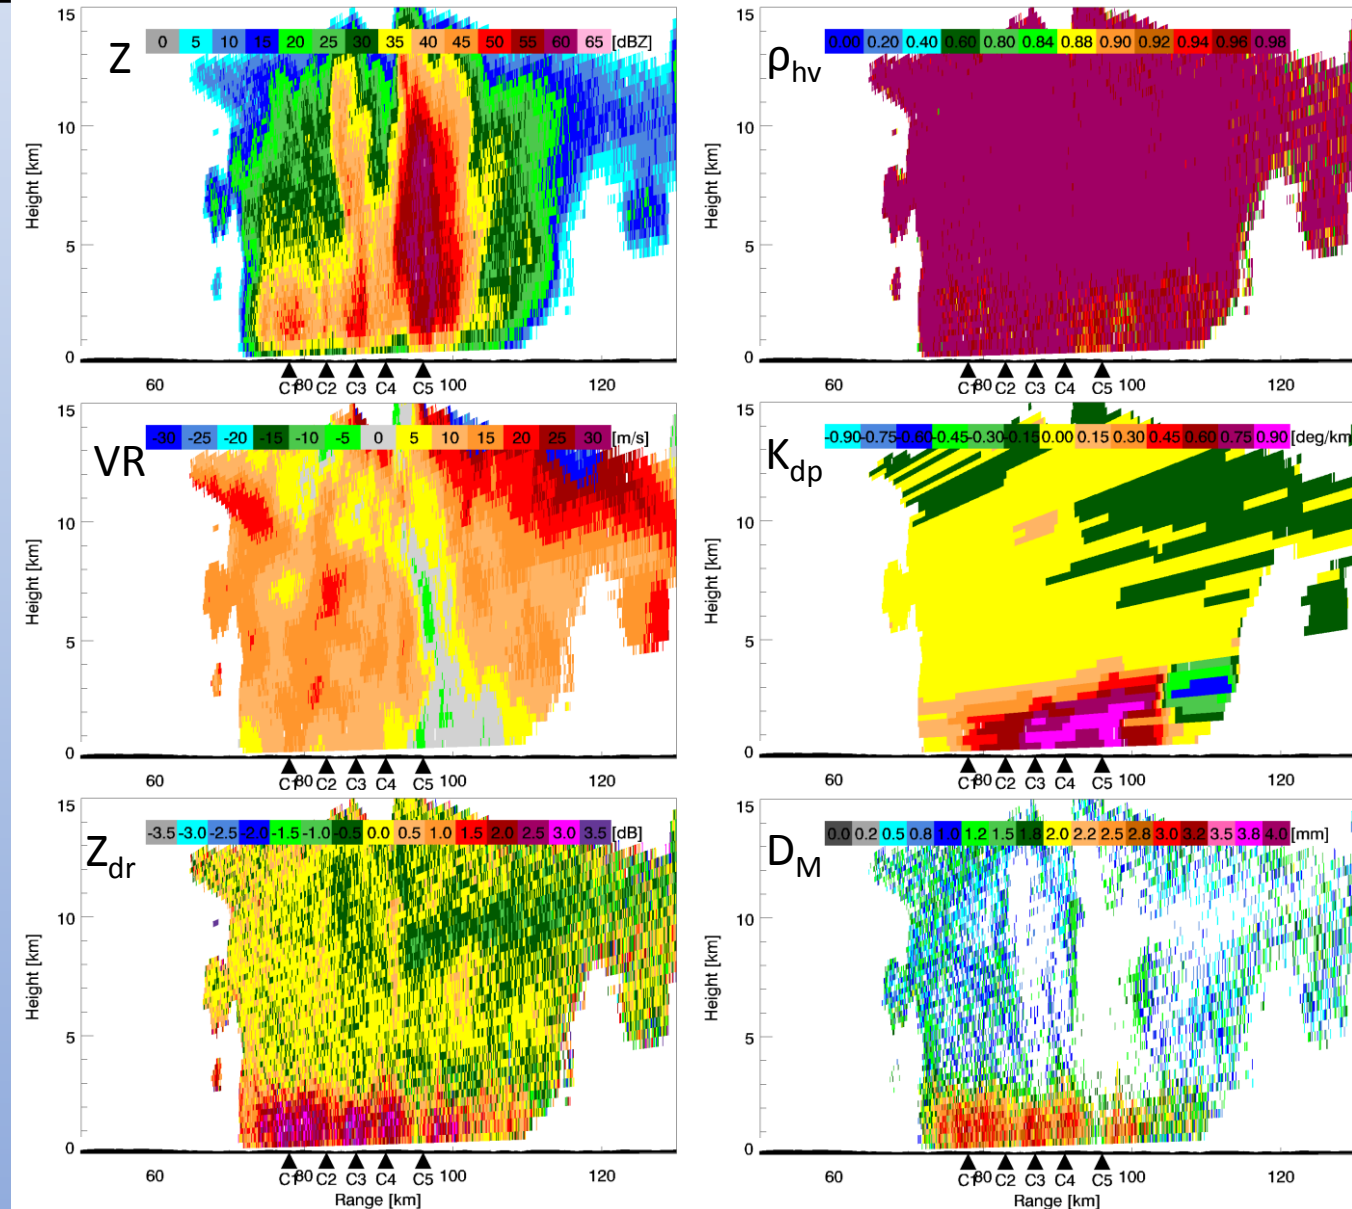 15
0 5 10 15 20 25 30 35 40 45 50 55 60 65 [dBZ]
Z
10
Height [km]
5
0
60 80 100 120
C1 C2 C3 C4 C5
15
0.00 0.20 0.40 0.60 0.80 0.84 0.88 0.90 0.92 0.94 0.96 0.98
ρhv
10
Height [km]
5
0
60 80 100 120
C1 C2 C3 C4 C5
15
-30 -25 -20 -15 -10 -5 0 5 10 15 20 25 30 [m/s]
VR
10
Height [km]
5
0
60 80 100 120
C1 C2 C3 C4 C5
15
-0.90 -0.75 -0.60 -0.45 -0.30 -0.15 0.00 0.15 0.30 0.45 0.60 0.75 0.90 [deg/km]
Kdp
10
Height [km]
5
0
60 80 100 120
C1 C2 C3 C4 C5
15
-3.5 -3.0 -2.5 -2.0 -1.5 -1.0 -0.5 0.0 0.5 1.0 1.5 2.0 2.5 3.0 3.5 [dB]
Zdr
10
Height [km]
5
0
60 80 100 120
C1 C2 C3 C4 C5
Range [km]
15
0.0 0.2 0.5 0.8 1.0 1.2 1.5 1.8 2.0 2.2 2.5 2.8 3.0 3.2 3.5 3.8 4.0 [mm]
DM
10
Height [km]
5
0
60 80 100 120
C1 C2 C3 C4 C5
Range [km]